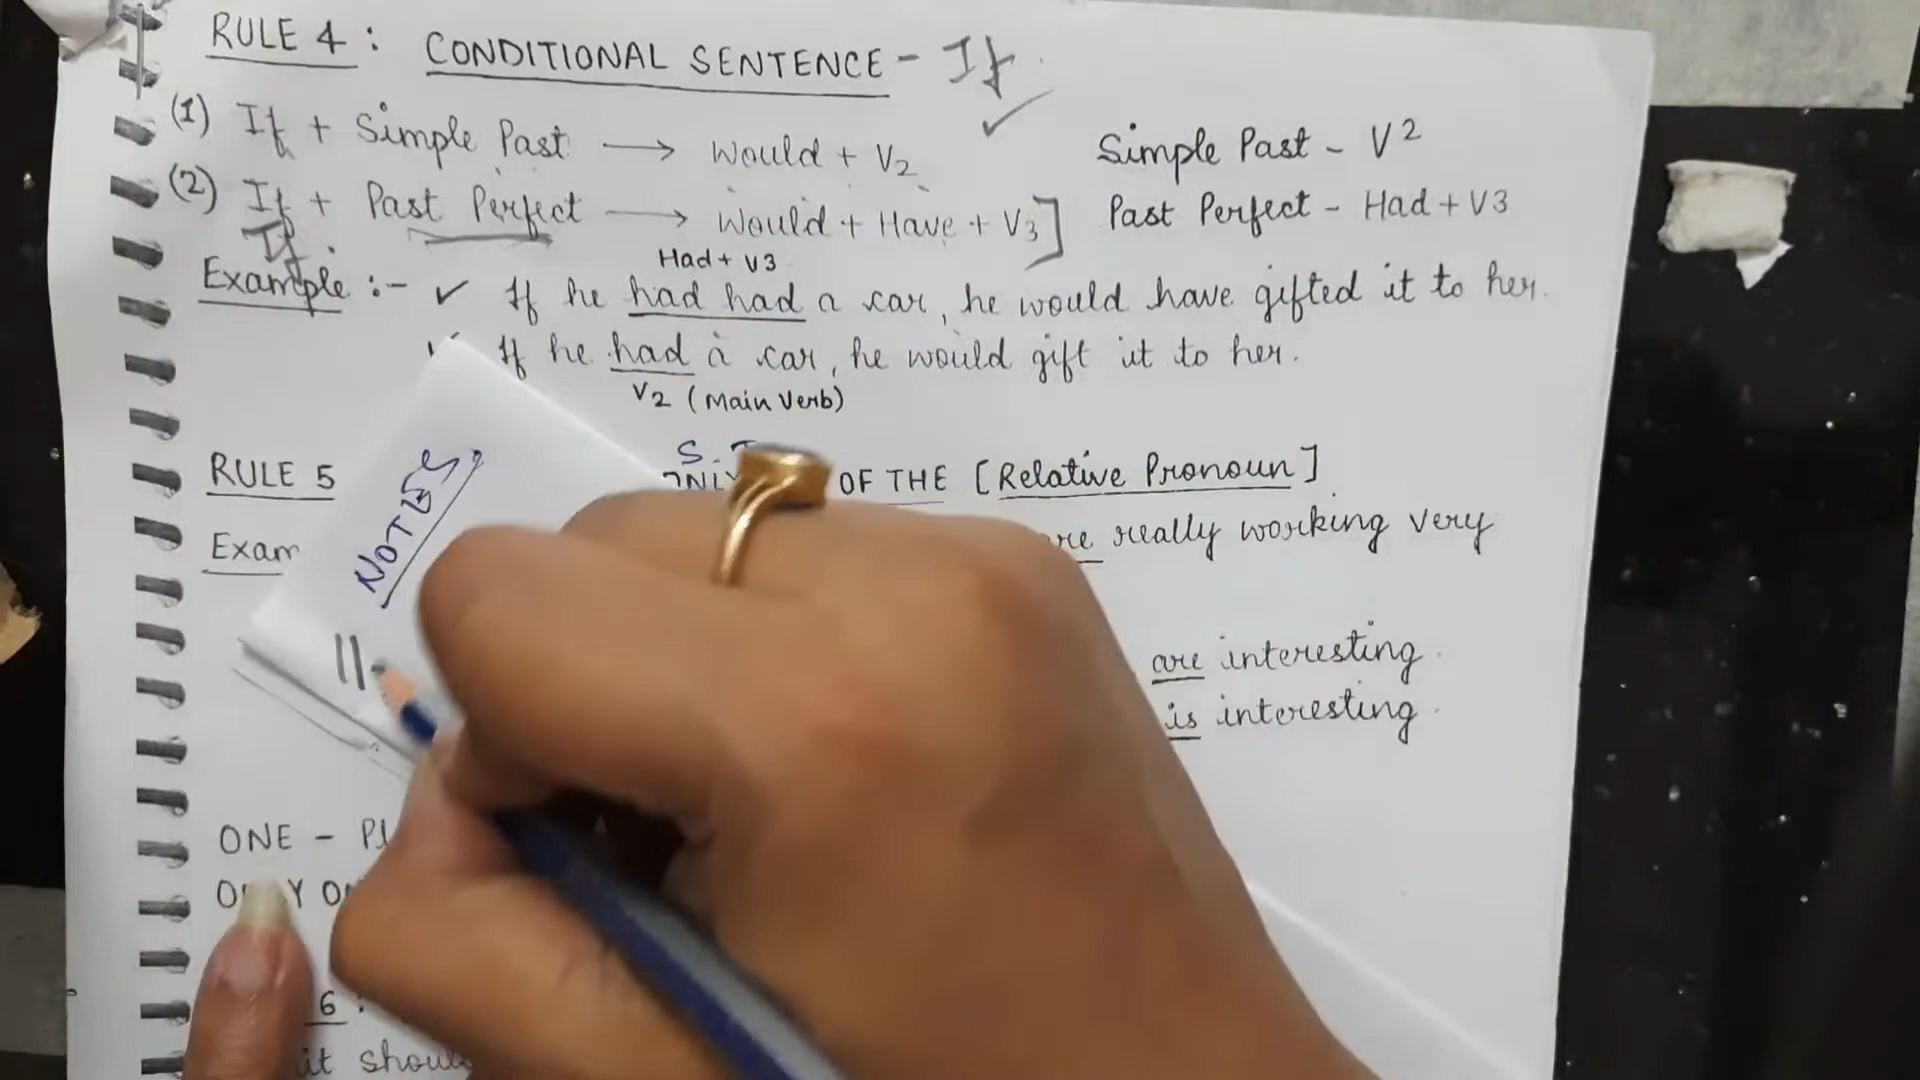 RULE 4 : CONDITIONAL SENTENCE - If
(1) If + Simple Past → Would + V2
Simple Past - V2
(2) If + Past Perfect → Would + Have + V3]
Past Perfect - Had + V3
If
Had + V3
Example :- ✓ If he had had a car, he would have gifted it to her.
If he had a car, he would gift it to her.
V2 (Main Verb)
NOTES
RULE 5
OF THE [Relative Pronoun]
really working very
are interesting.
is interesting.
ONE -
6 :
it